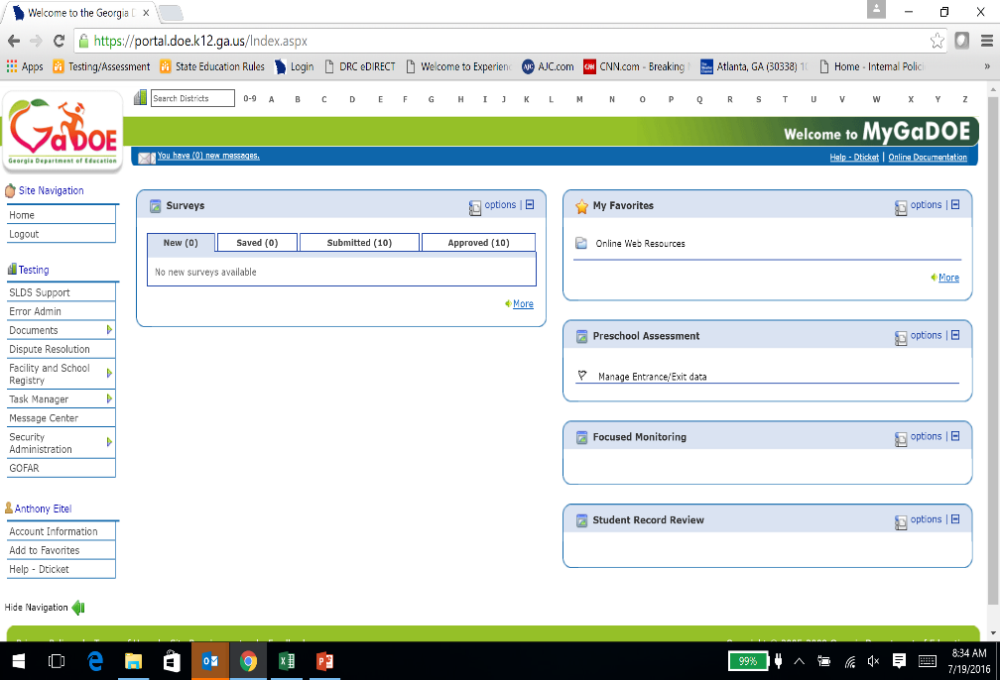 Welcome to the Georgia D
https://portal.doe.k12.ga.us/Index.aspx
Apps Testing/Assessment State Education Rules Login DRC eDIRECT Welcome to Experienc AJC.com CNN.com - Breaking Atlanta, GA (30338) 1 Home - Internal Polic »
Search Districts 0-9 A B C D E F G H I J K L M N O P Q R S T U V W X Y Z
GaDOE
Georgia Department of Education
Welcome to MyGaDOE
You have (0) new messages.
Help - Dticket | Online Documentation
Site Navigation
Home
Logout
Testing
SLDS Support
Error Admin
Documents
Dispute Resolution
Facility and School
Registry
Task Manager
Message Center
Security
Administration
GOFAR
Anthony Eitel
Account Information
Add to Favorites
Help - Dticket
Hide Navigation
Surveys options |
New (0) Saved (0) Submitted (10) Approved (10)
No new surveys available
More
My Favorites options |
Online Web Resources
More
Preschool Assessment options |
Manage Entrance/Exit data
Focused Monitoring options |
Student Record Review options |
99%
8:34 AM
7/19/2016